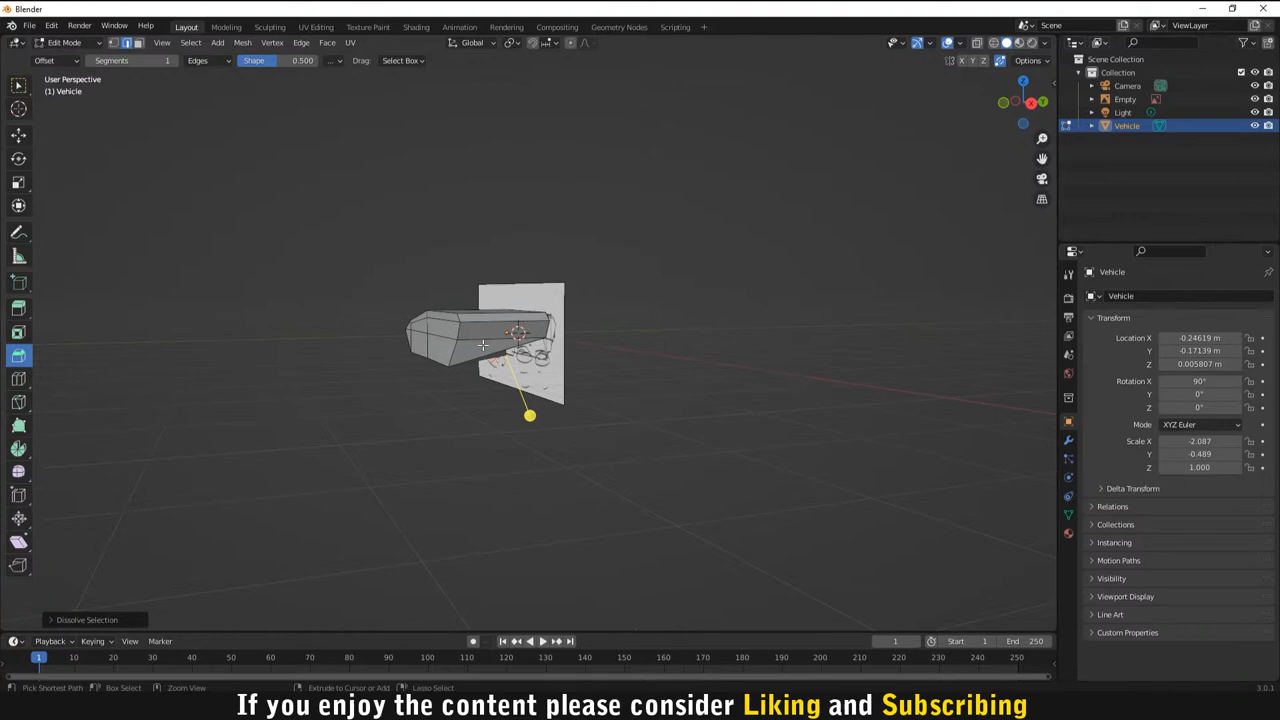 Blender
File Edit Render Window Help Layout Modeling Sculpting UV Editing Texture Paint Shading Animation Rendering Compositing Geometry Nodes Scripting + Scene ViewLayer
Edit Mode View Select Add Mesh Vertex Edge Face UV Global
Offset Segments 1 Edges Shape 0.500 ... Drag: Select Box X Y Z Options
User Perspective
(1) Vehicle
Z
X
Y
Scene Collection
Collection
Camera
Empty
Light
Vehicle
Vehicle
Vehicle
Transform
Location X -0.24619 m
Y -0.17139 m
Z 0.005807 m
Rotation X 90°
Y 0°
Z 0°
Mode XYZ Euler
Scale X -2.087
Y -0.489
Z 1.000
Delta Transform
Relations
Collections
Instancing
Motion Paths
Visibility
Viewport Display
Line Art
Custom Properties
Dissolve Selection
Playback Keying View Marker 1 Start 1 End 250
1 10 20 30 40 50 60 70 80 90 100 110 120 130 140 150 160 170 180 190 200 210 220 230 240 250
Pick Shortest Path Box Select Zoom View Extrude to Cursor or Add Lasso Select 3.0.1
If you enjoy the content please consider Liking and Subscribing